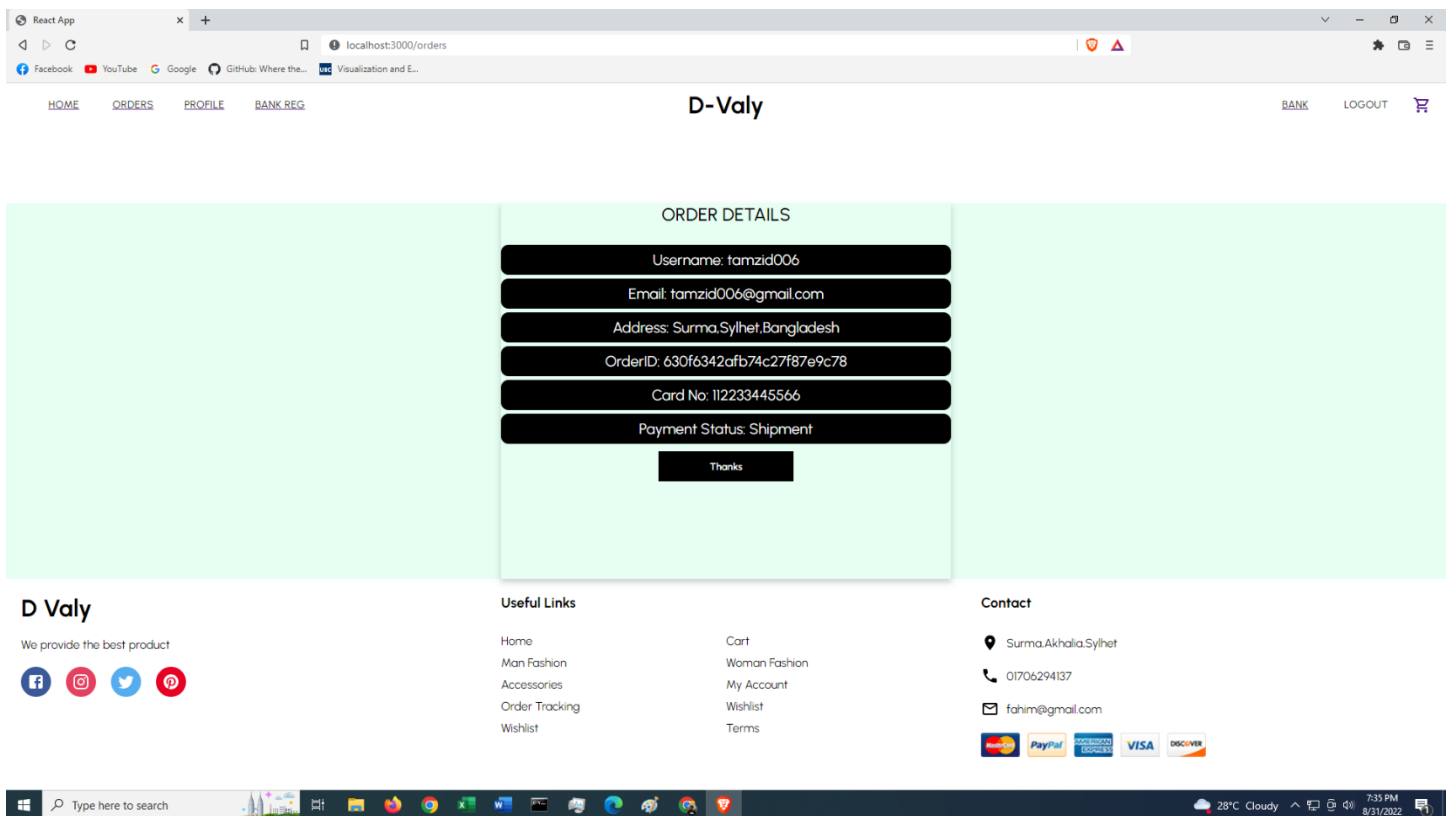 React App
localhost:3000/orders
Facebook YouTube Google GitHub: Where the... UBC Visualization and E...
HOME ORDERS PROFILE BANK REG D-Valy BANK LOGOUT
ORDER DETAILS
Username: tamzid006
Email: tamzid006@gmail.com
Address: Surma,Sylhet,Bangladesh
OrderID: 630f6342afb74c27f87e9c78
Card No: 112233445566
Payment Status: Shipment
Thanks
D Valy
We provide the best product
Useful Links
Home Cart
Man Fashion Woman Fashion
Accessories My Account
Order Tracking Wishlist
Wishlist Terms
Contact
Surma,Akhalia,Sylhet
01706294137
fahim@gmail.com
MasterCard PayPal AMERICAN EXPRESS VISA DISCOVER
Type here to search 28°C Cloudy 7:35 PM
8/31/2022